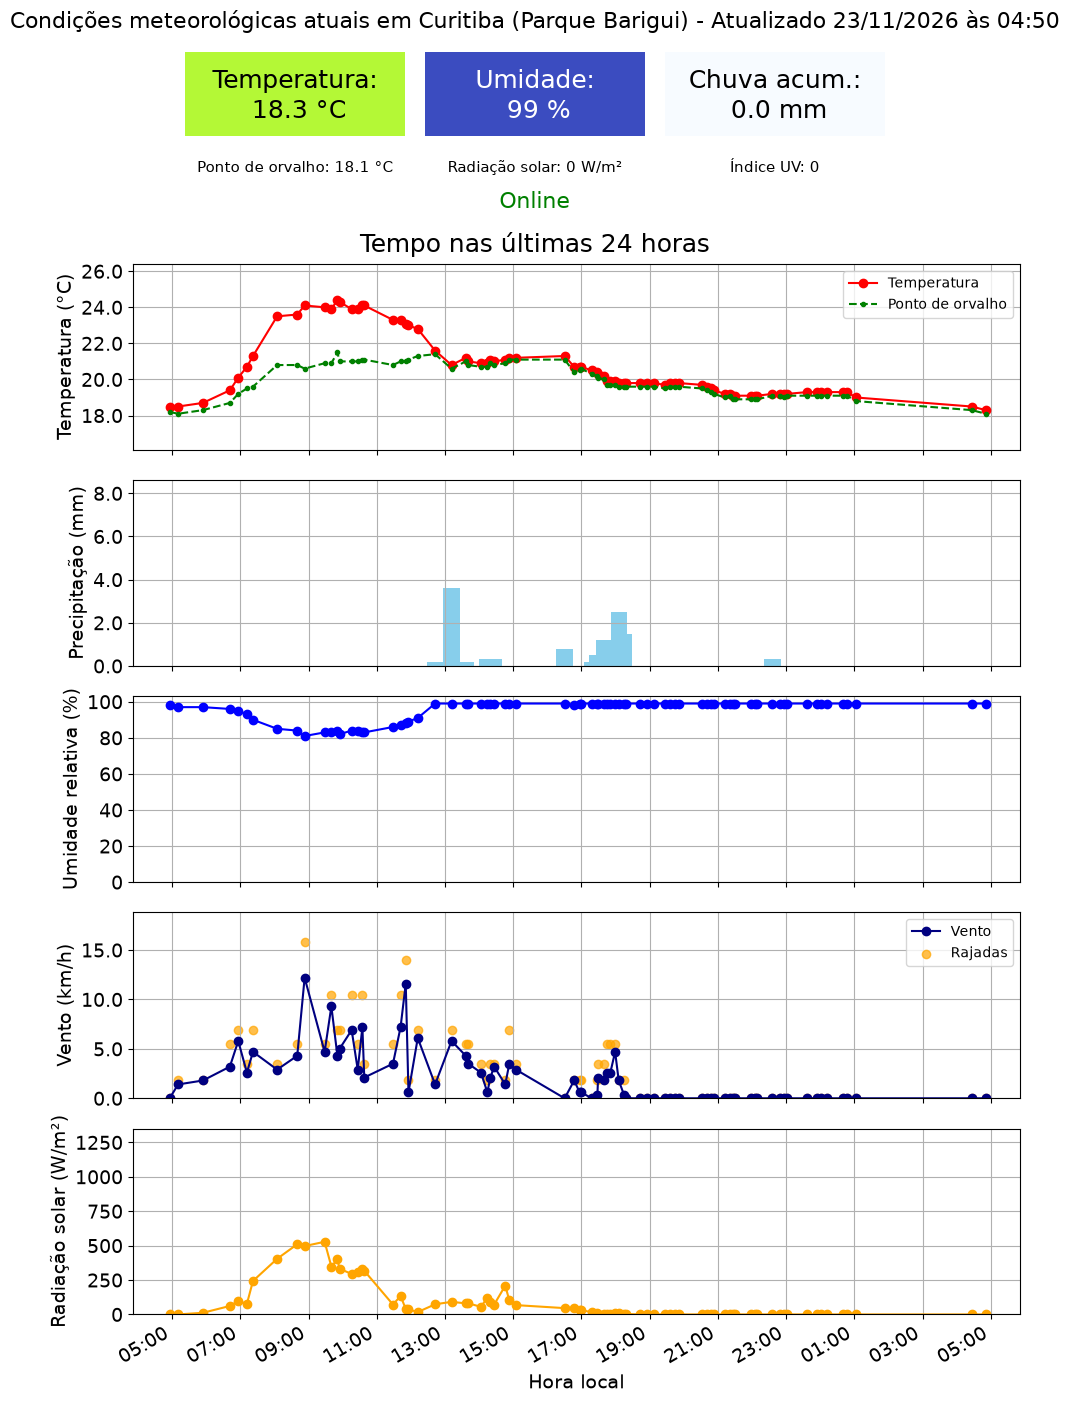 Condições meteorológicas atuais em Curitiba (Parque Barigui) - Atualizado 23/11/2026 às 04:50
Temperatura:
18.3 °C
Umidade:
99 %
Chuva acum.:
0.0 mm
Ponto de orvalho: 18.1 °C
Radiação solar: 0 W/m²
Índice UV: 0
Online
Tempo nas últimas 24 horas
Temperatura (°C)
26.0
24.0
22.0
20.0
18.0
Temperatura
Ponto de orvalho
Precipitação (mm)
8.0
6.0
4.0
2.0
0.0
Umidade relativa (%)
100
80
60
40
20
0
Vento (km/h)
15.0
10.0
5.0
0.0
Vento
Rajadas
Radiação solar (W/m²)
1250
1000
750
500
250
0
05:00
07:00
09:00
11:00
13:00
15:00
17:00
19:00
21:00
23:00
01:00
03:00
05:00
Hora local